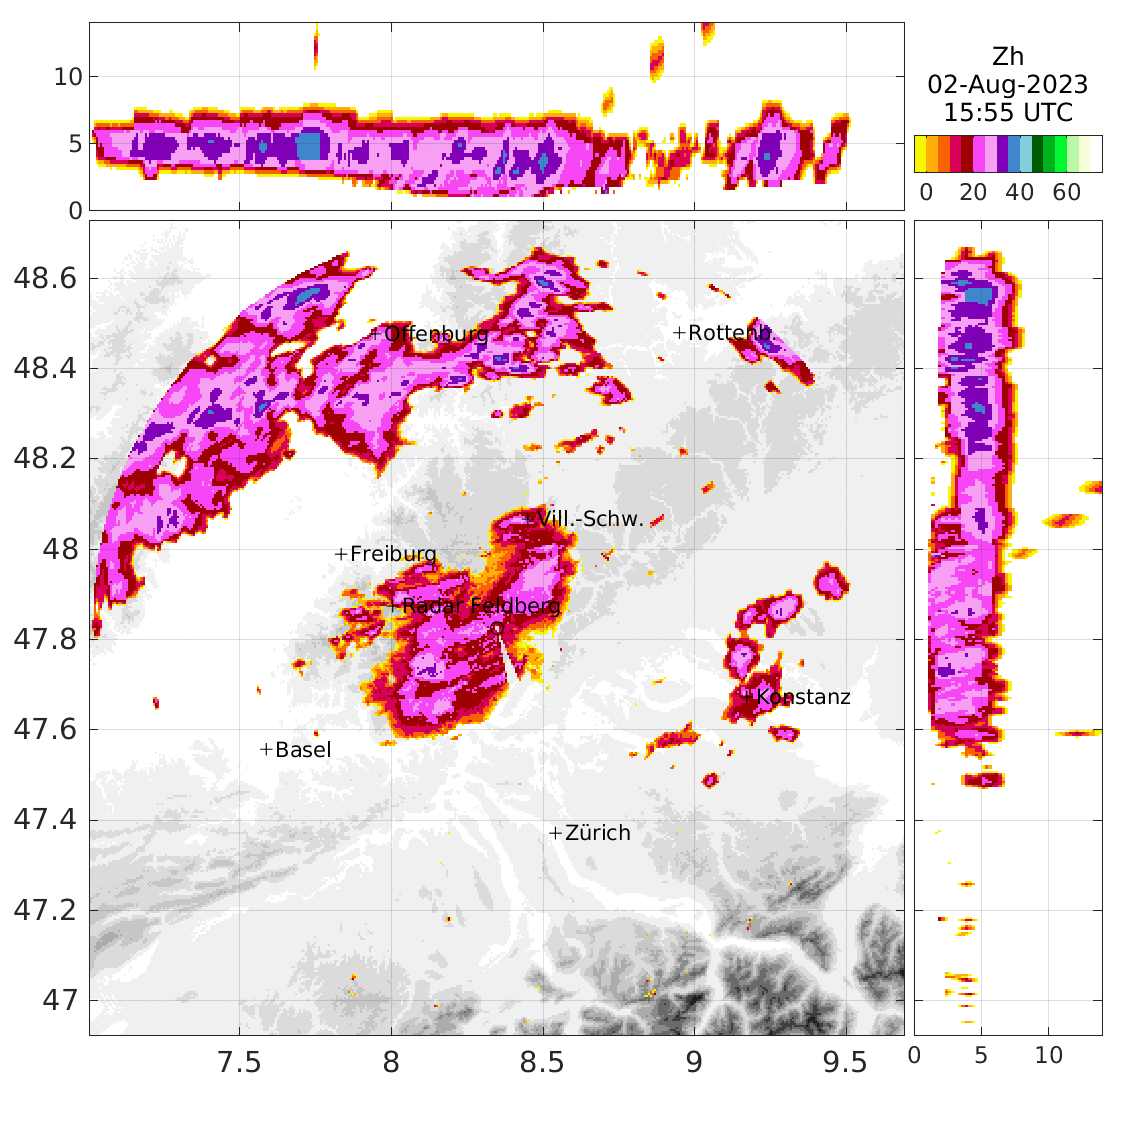 10
5
0
Zh
02-Aug-2023
15:55 UTC
0 20 40 60
48.6
48.4
48.2
48
47.8
47.6
47.4
47.2
47
+Offenburg
+Rottenb.
+Vill.-Schw.
+Freiburg
+Radar Feldberg
+Konstanz
+Basel
+Zürich
7.5 8 8.5 9 9.5
0 5 10